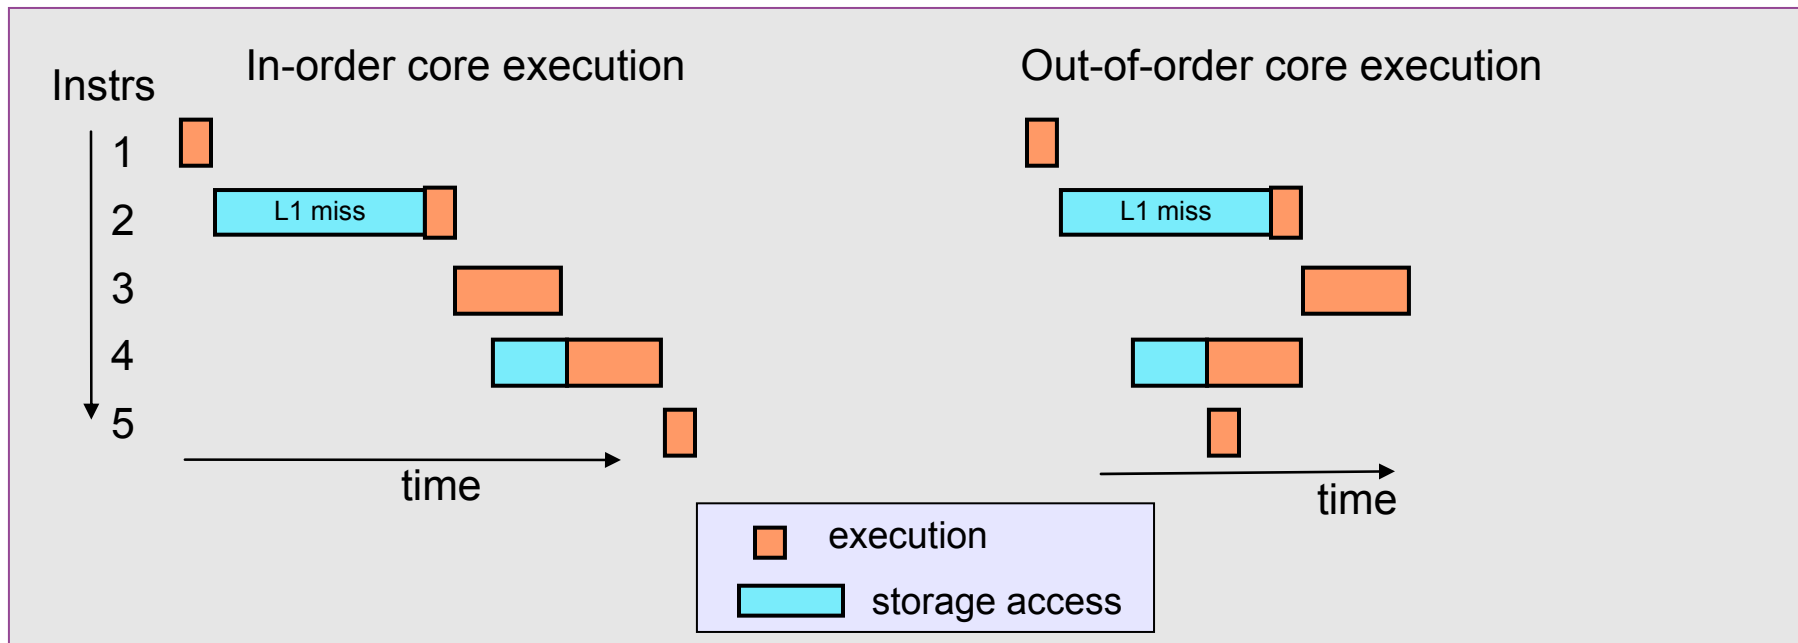 In-order core execution
Out-of-order core execution
Instrs
1
2
3
4
5
L1 miss
L1 miss
time
time
execution
storage access